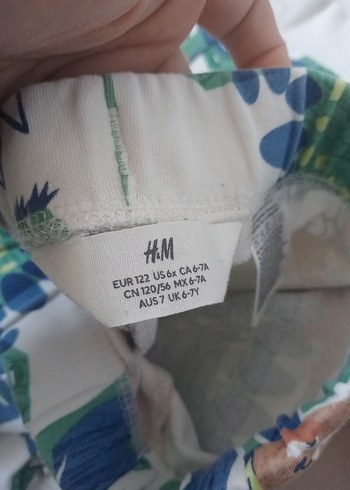 H&M
EUR 122 US 6x CA 6-7A
CN 120/56 MX 6-7A
AUS 7 UK 6-7Y